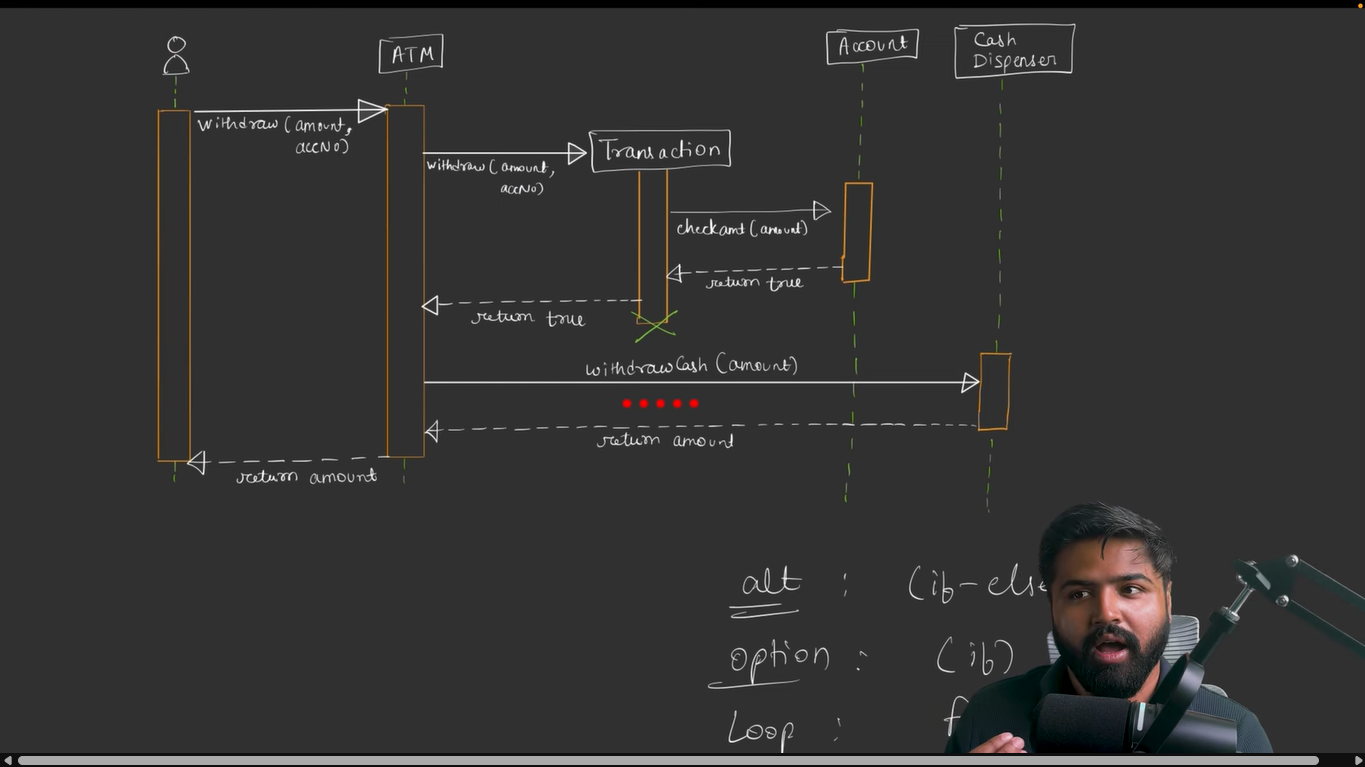 ATM
Account
Cash
Dispenser
withdraw (amount,
accNo)
Transaction
withdraw (amount,
accNo)
checkamt (amount)
return true
return true
withdrawCash (amount)
return amount
return amount
alt : (if-else
option : (if)
Loop : f